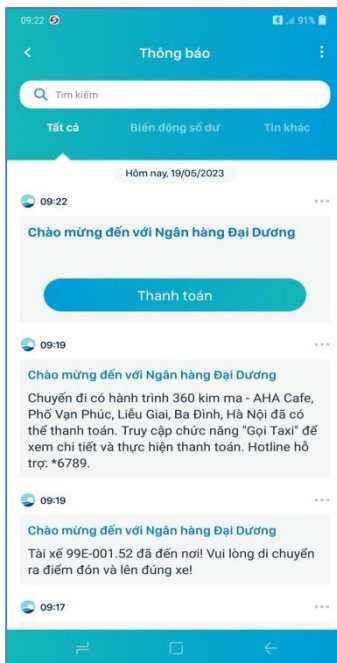 09:22 91%
Thông báo
Tìm kiếm
Tất cả Biến động số dư Tin khác
Hôm nay, 19/05/2023
09:22
Chào mừng đến với Ngân hàng Đại Dương
Thanh toán
09:19
Chào mừng đến với Ngân hàng Đại Dương
Chuyến đi có hành trình 360 kim ma - AHA Cafe,
Phố Vạn Phúc, Liễu Giai, Ba Đình, Hà Nội đã có
thể thanh toán. Truy cập chức năng "Gọi Taxi" để
xem chi tiết và thực hiện thanh toán. Hotline hỗ
trợ: *6789.
09:19
Chào mừng đến với Ngân hàng Đại Dương
Tài xế 99E-001.52 đã đến nơi! Vui lòng di chuyển
ra điểm đón và lên đúng xe!
09:17